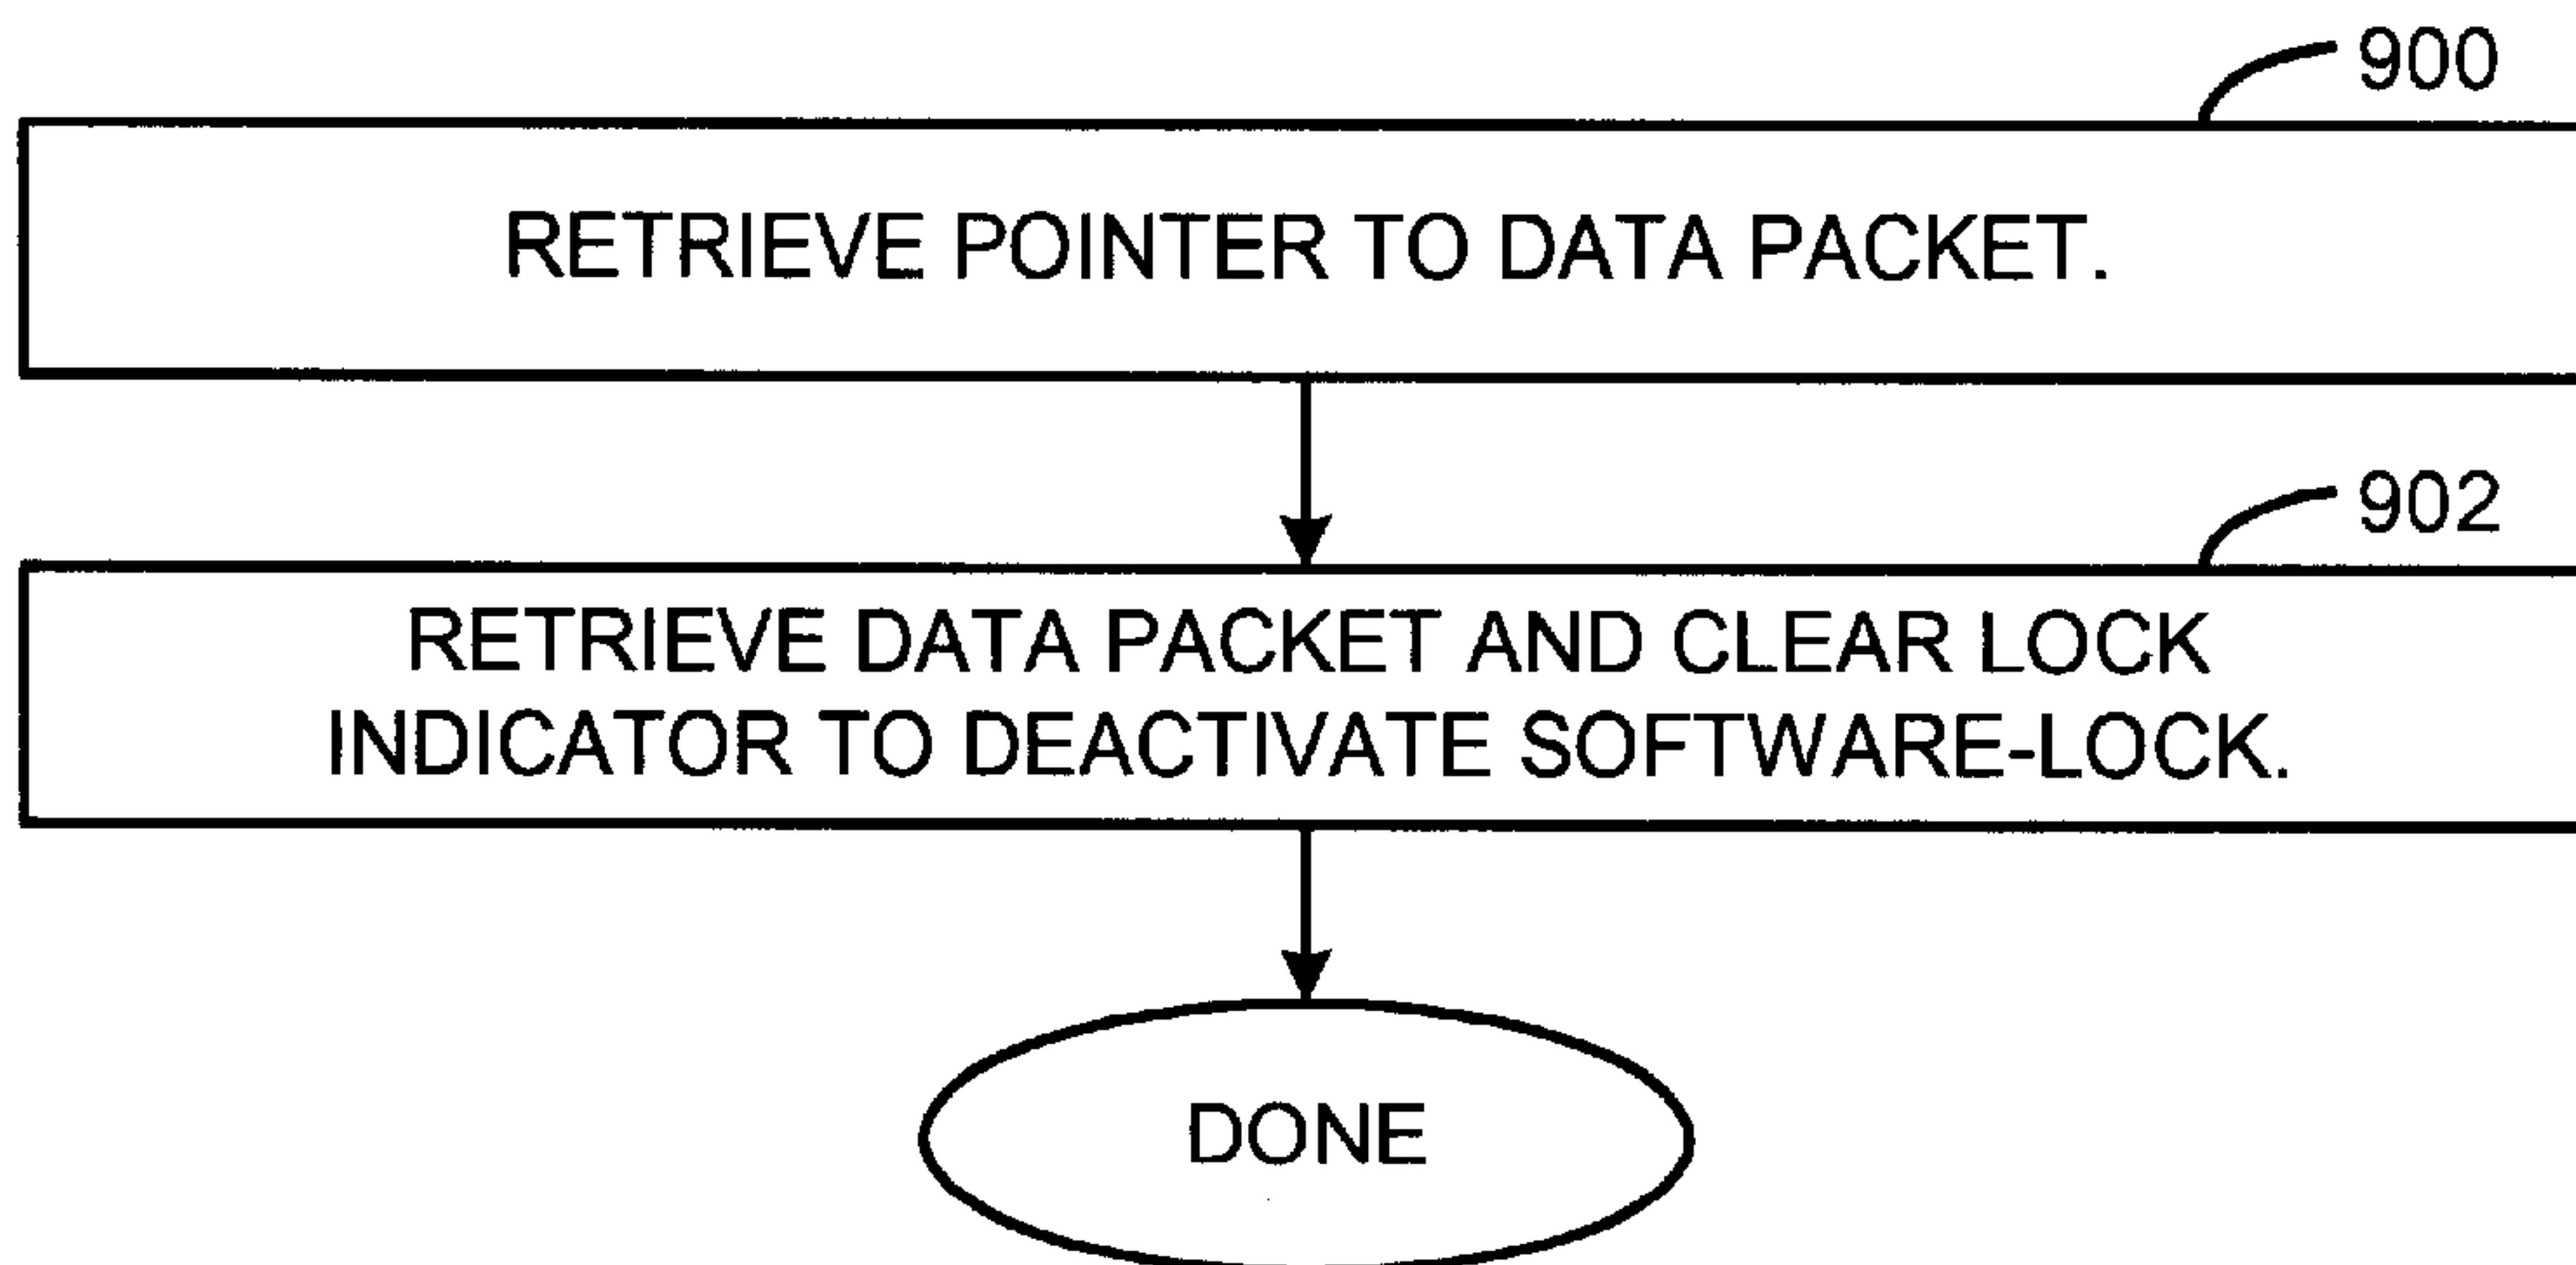 900
RETRIEVE POINTER TO DATA PACKET.
902
RETRIEVE DATA PACKET AND CLEAR LOCK
INDICATOR TO DEACTIVATE SOFTWARE-LOCK.
DONE